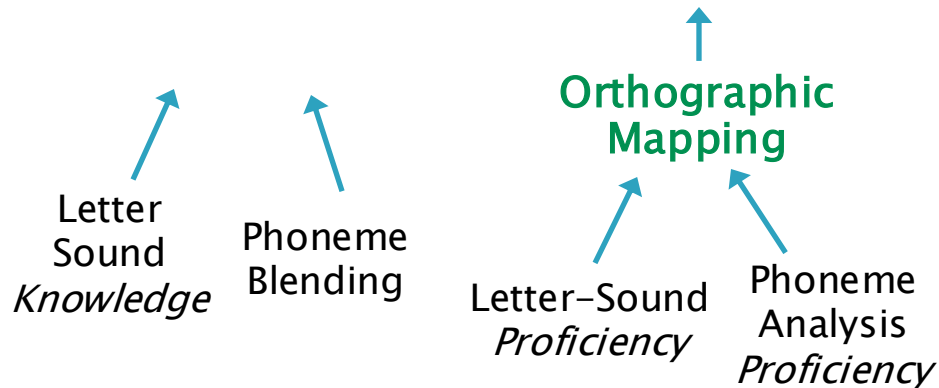 Orthographic
Mapping
Letter
Sound
Knowledge
Phoneme
Blending
Letter-Sound
Proficiency
Phoneme
Analysis
Proficiency